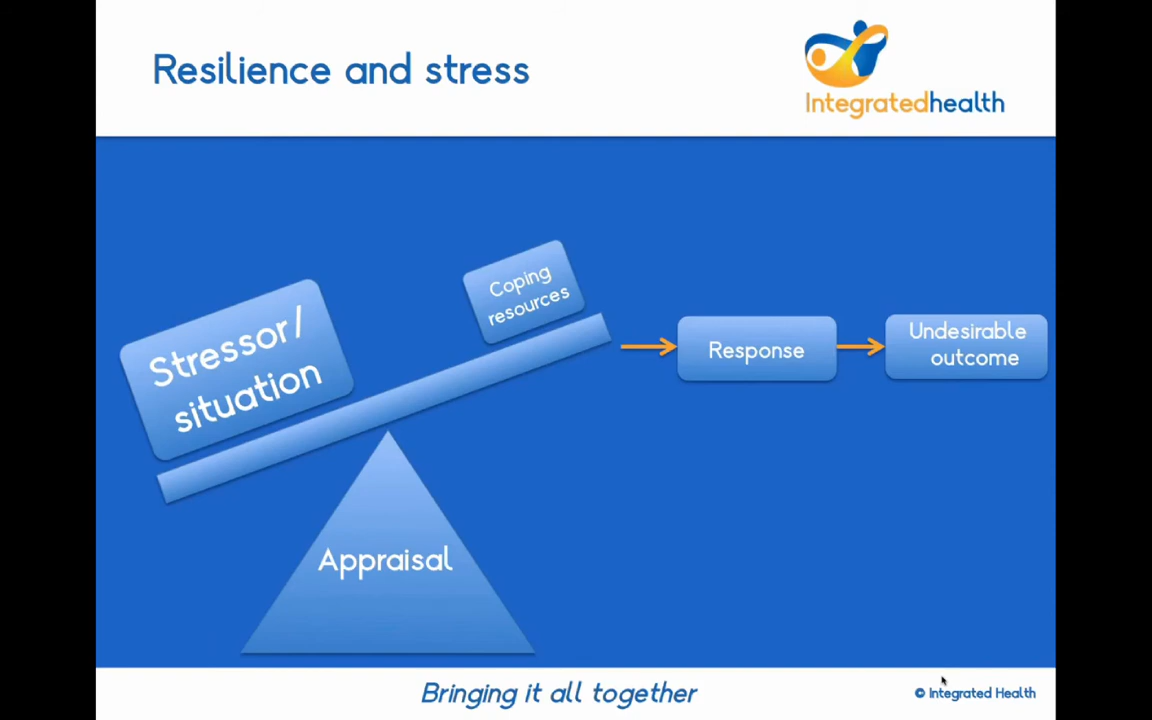 Resilience and stress
Integratedhealth
Stressor/
situation
Coping
resources
Response
Undesirable
outcome
Appraisal
Bringing it all together
© Integrated Health